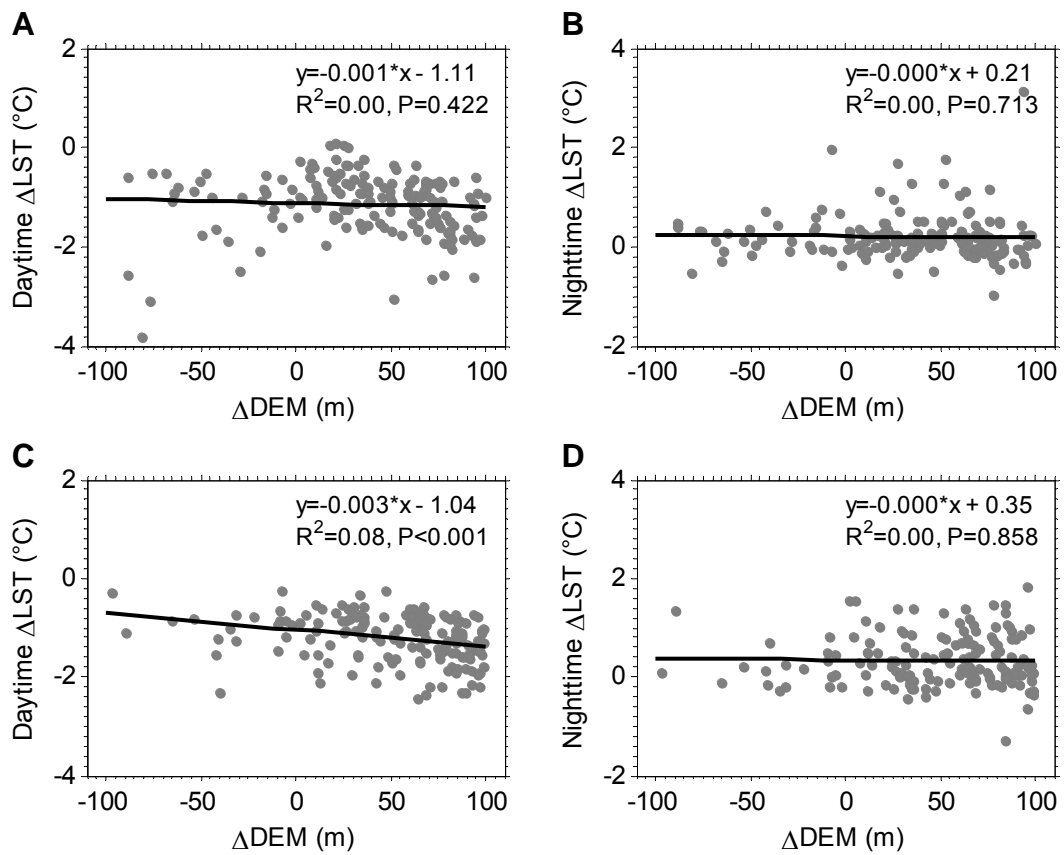 A
y=-0.001*x - 1.11
R²=0.00, P=0.422
Daytime ΔLST (°C)
2
0
-2
-4
-100 -50 0 50 100
ΔDEM (m)
B
y=-0.000*x + 0.21
R²=0.00, P=0.713
Nighttime ΔLST (°C)
4
2
0
-2
-100 -50 0 50 100
ΔDEM (m)
C
y=-0.003*x - 1.04
R²=0.08, P<0.001
Daytime ΔLST (°C)
2
0
-2
-4
-100 -50 0 50 100
ΔDEM (m)
D
y=-0.000*x + 0.35
R²=0.00, P=0.858
Nighttime ΔLST (°C)
4
2
0
-2
-100 -50 0 50 100
ΔDEM (m)